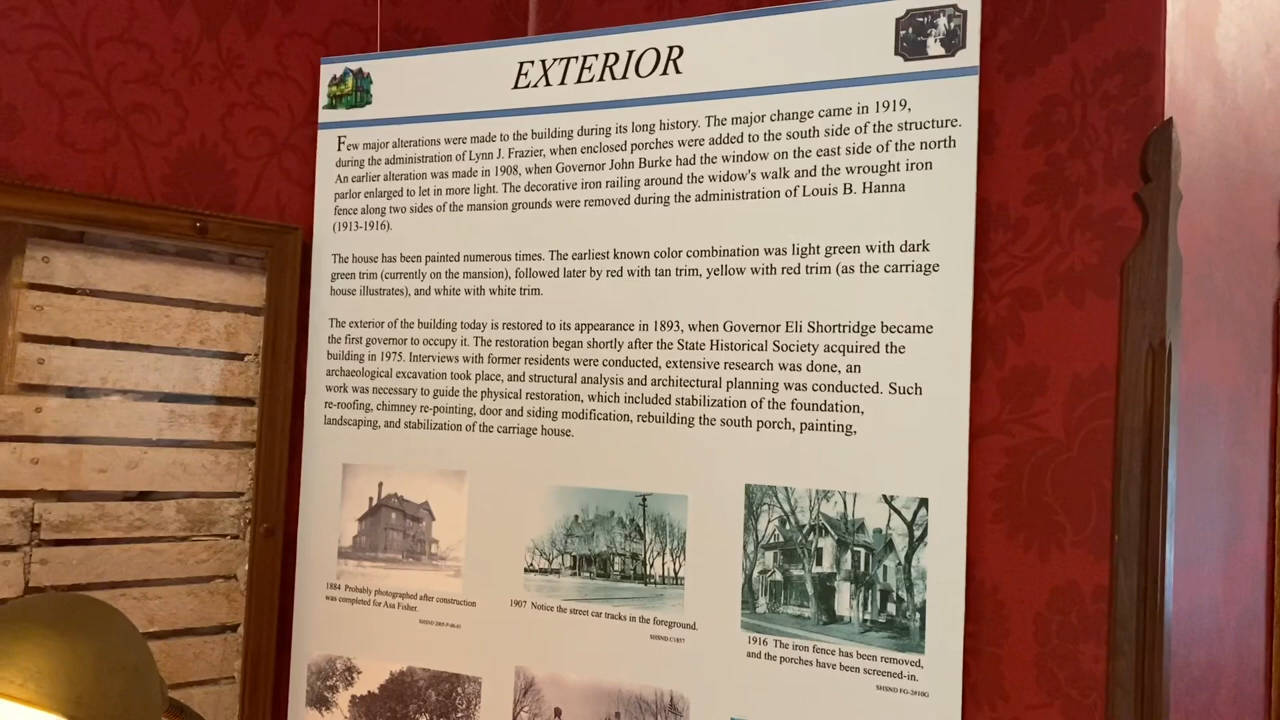 EXTERIOR
Few major alterations were made to the building during its long history. The major change came in 1919,
during the administration of Lynn J. Frazier, when enclosed porches were added to the south side of the structure.
An earlier alteration was made in 1908, when Governor John Burke had the window on the east side of the north
parlor enlarged to let in more light. The decorative iron railing around the widow's walk and the wrought iron
fence along two sides of the mansion grounds were removed during the administration of Louis B. Hanna
(1913-1916).
The house has been painted numerous times. The earliest known color combination was light green with dark
green trim (currently on the mansion), followed later by red with tan trim, yellow with red trim (as the carriage
house illustrates), and white with white trim.
The exterior of the building today is restored to its appearance in 1893, when Governor Eli Shortridge became
the first governor to occupy it. The restoration began shortly after the State Historical Society acquired the
building in 1975. Interviews with former residents were conducted, extensive research was done, an
archaeological excavation took place, and structural analysis and architectural planning was conducted. Such
work was necessary to guide the physical restoration, which included stabilization of the foundation,
re-roofing, chimney re-pointing, door and siding modification, rebuilding the south porch, painting,
landscaping, and stabilization of the carriage house.
1884 Probably photographed after construction
was completed for Asa Fisher.
SHSND
1907 Notice the street car tracks in the foreground.
SHSND C1857
1916 The iron fence has been removed,
and the porches have been screened-in.
SHSND FG-2#10G